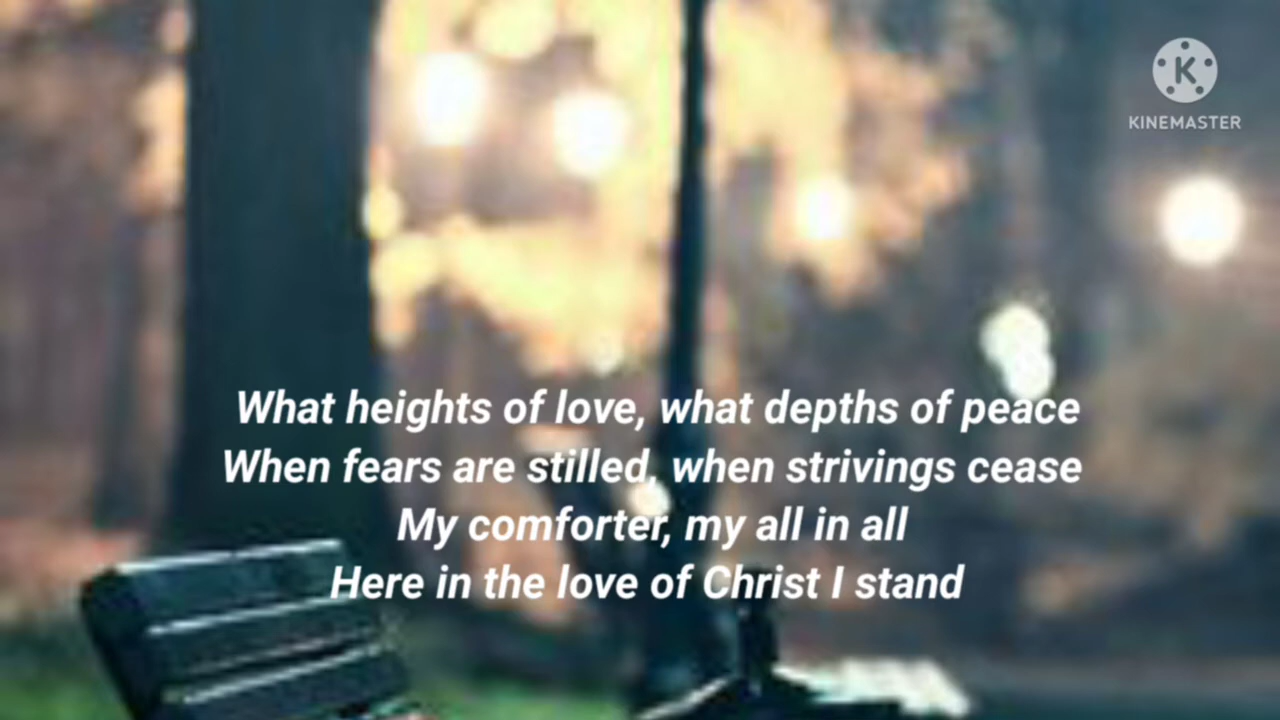 KINEMASTER
What heights of love, what depths of peace
When fears are stilled, when strivings cease
My comforter, my all in all
Here in the love of Christ I stand